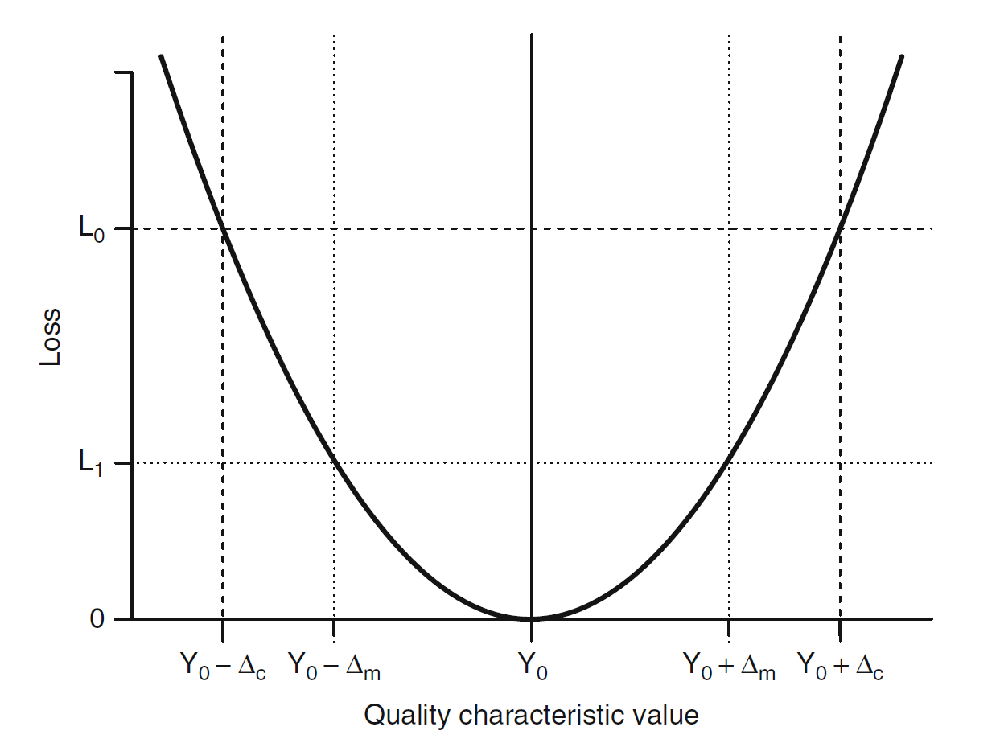 L₀
Loss
L₁
0
Y₀ − Δc Y₀ − Δm Y₀ Y₀ + Δm Y₀ + Δc
Quality characteristic value